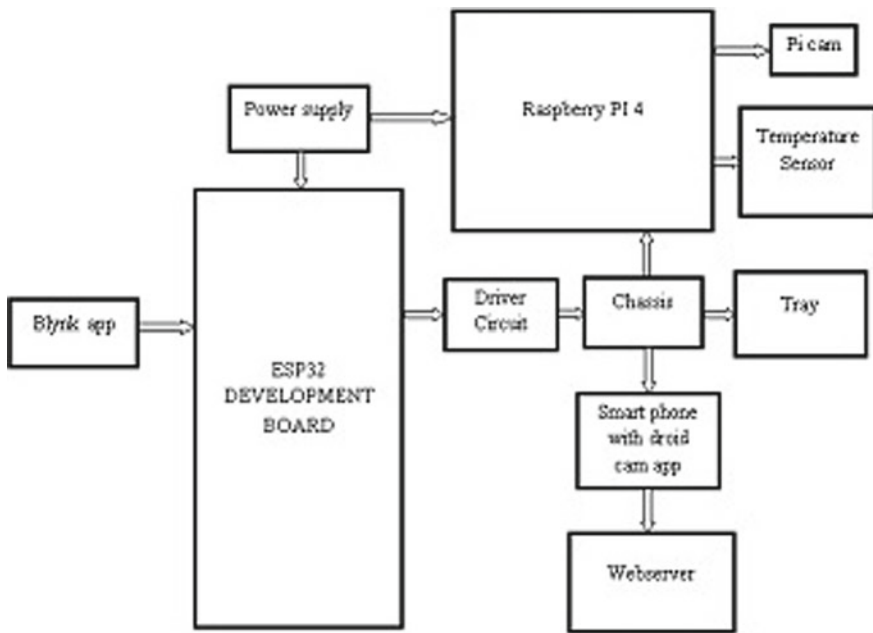 Pi cam
Power supply
Raspberry PI 4
Temperature
Sensor
Blynk app
Driver
Circuit
Chassis
Tray
ESP32
DEVELOPMENT
BOARD
Smart phone
with droid
cam app
Webserver